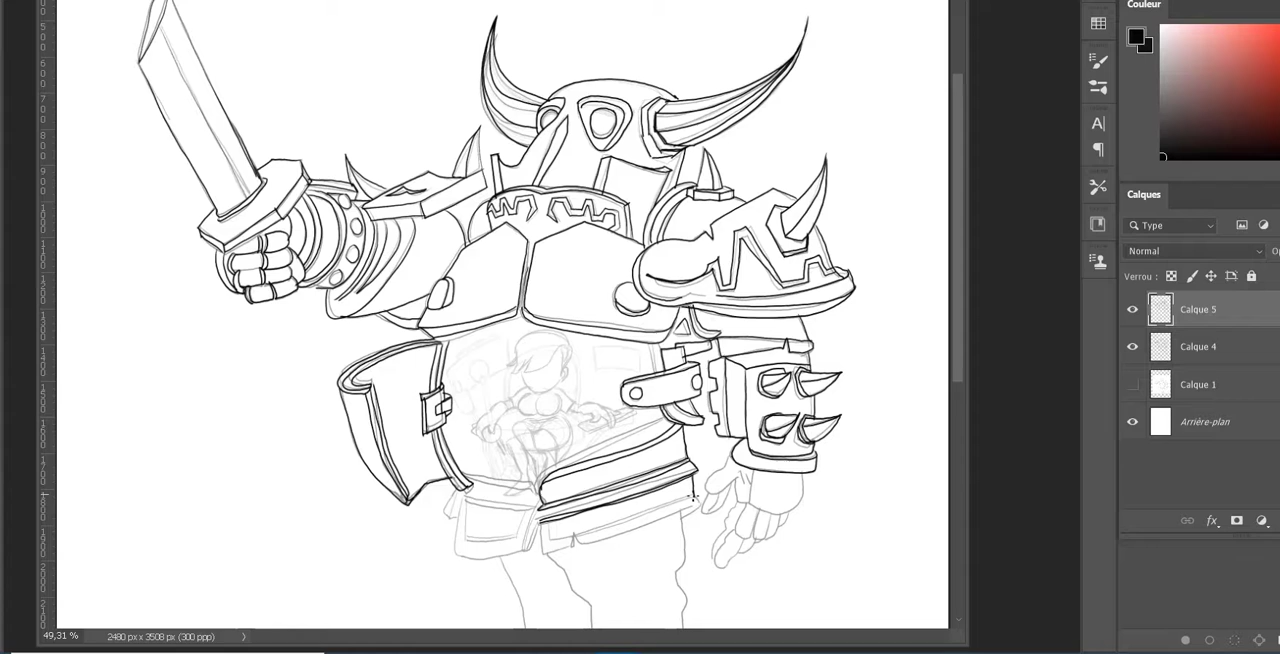 Couleur
Calques
Type
Normal
Verrou :
Calque 5
Calque 4
Calque 1
Arrière-plan
fx
A
49,31 %
2480 px x 3508 px (300 ppp)